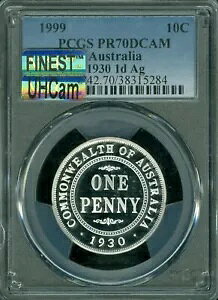 1999 10C
PCGS PR70DCAM
Australia
FINEST
1930 1d Ag
UHCam
42.70/38315284
COMMONWEALTH OF AUSTRALIA
ONE
PENNY
· 1930 ·